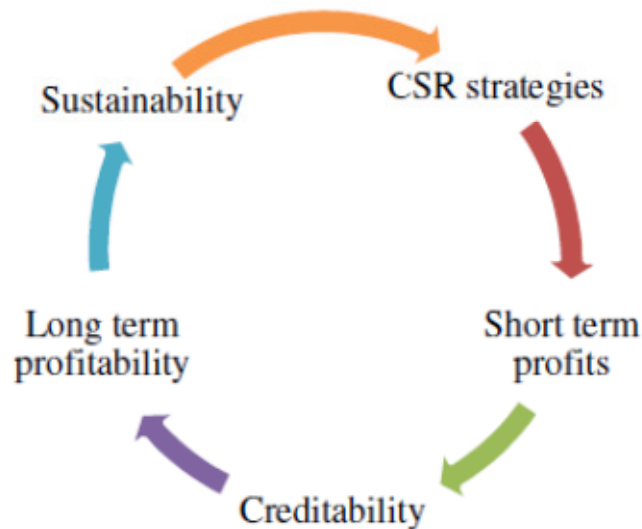 Sustainability
CSR strategies
Short term
profits
Creditability
Long term
profitability